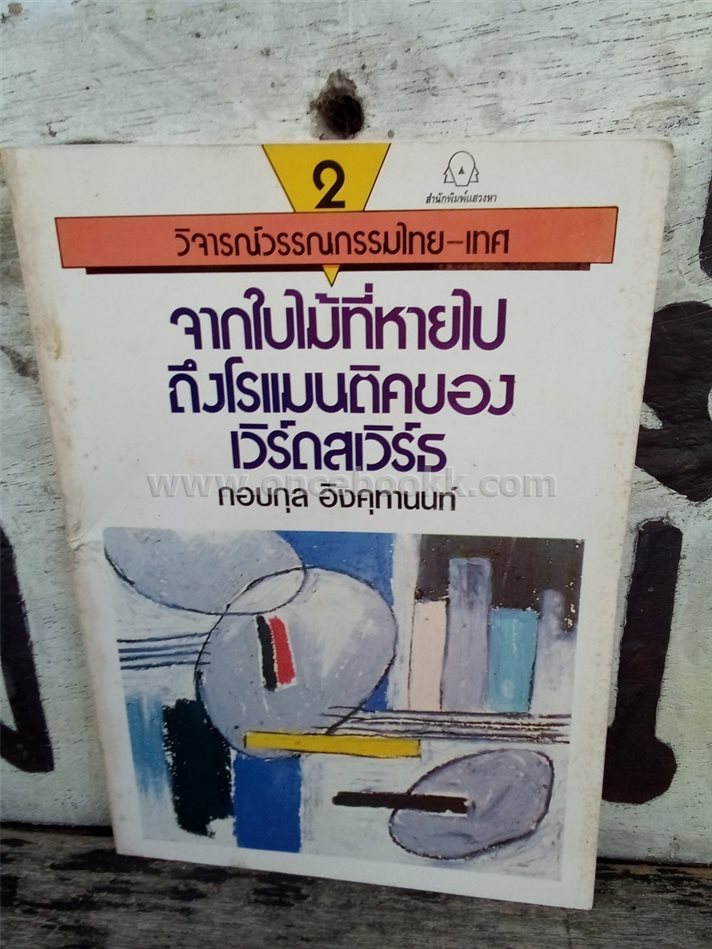 2
สำนักพิมพ์แสวงหา
วิจารณ์วรรณกรรมไทย-เทศ
จากใบไม้ที่หายไป
ถึงโรแมนติคของ
เวิร์ดสเวิร์ธ
www.oncebookk.com
กอบกุล อิงคุทานนท์